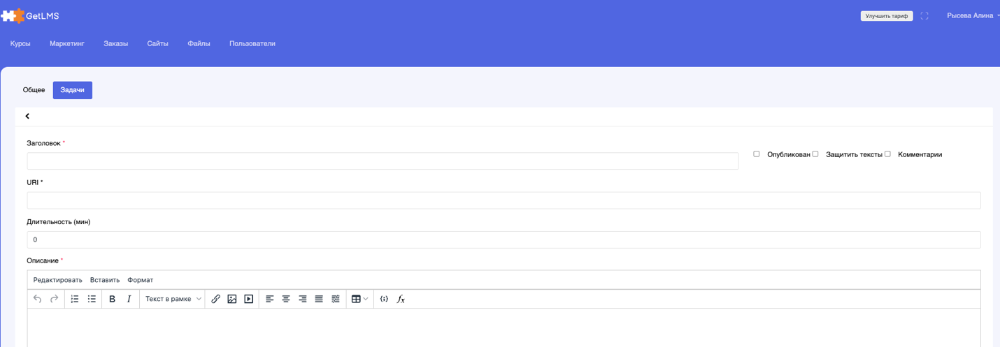 GetLMS
Улучшить тариф
Рысева Алина
Курсы Маркетинг Заказы Сайты Файлы Пользователи
Общее Задачи
Заголовок *
Опубликован Защитить тексты Комментарии
URI *
Длительность (мин)
0
Описание *
Редактировать Вставить Формат
B I Текст в рамке